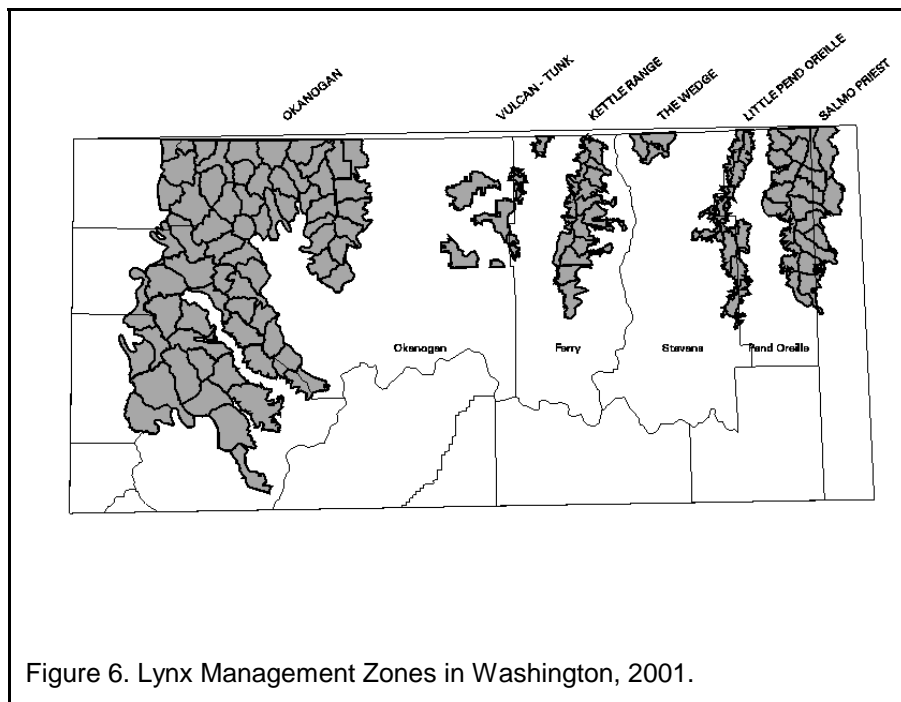 OKANOGAN
VULCAN - TUNK
KETTLE RANGE
THE WEDGE
LITTLE PEND OREILLE
SALMO PRIEST
Okanogan
Ferry
Stevens
Pend Oreille
Figure 6. Lynx Management Zones in Washington, 2001.